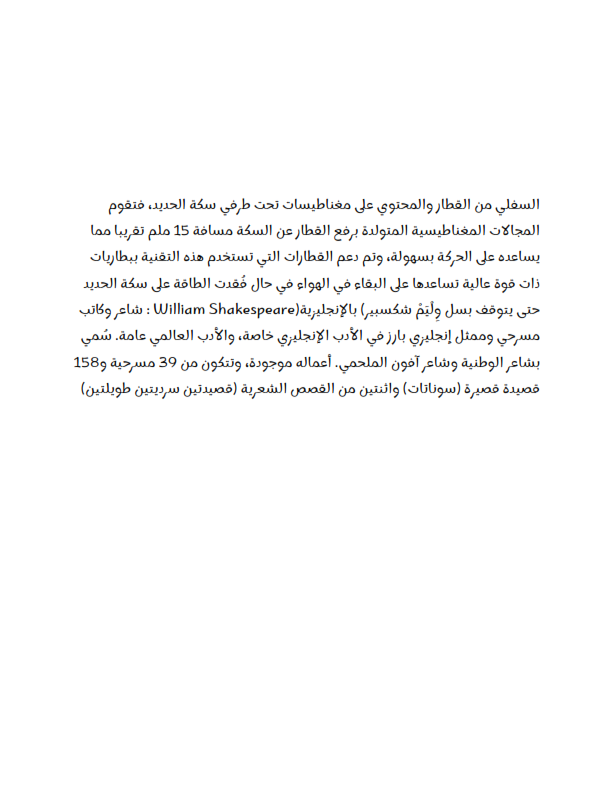 السفلي من القطار والمحتوي على مغناطيسات تحت طرفي سكة الحديد، فتقوم
المجالات المغناطيسية المتولدة برفع القطار عن السكة مسافة 15 ملم تقريبا مما
يساعده على الحركة بسهولة، وتم دعم القطارات التي تستخدم هذه التقنية ببطاريات
ذات قوة عالية تساعدها على البقاء في الهواء في حال فُقدت الطاقة على سكة الحديد
حتى يتوقف بسل وِلْيَمْ شكسبير) بالإنجليزية(William Shakespeare : شاعر وكاتب
مسرحي وممثل إنجليزي بارز في الأدب الإنجليزي خاصة، والأدب العالمي عامة. سُمي
بشاعر الوطنية وشاعر آفون الملحمي. أعماله موجودة، وتتكون من 39 مسرحية و158
قصيدة قصيرة (سوناتات) واثنتين من القصص الشعرية (قصيدتين سرديتين طويلتين)